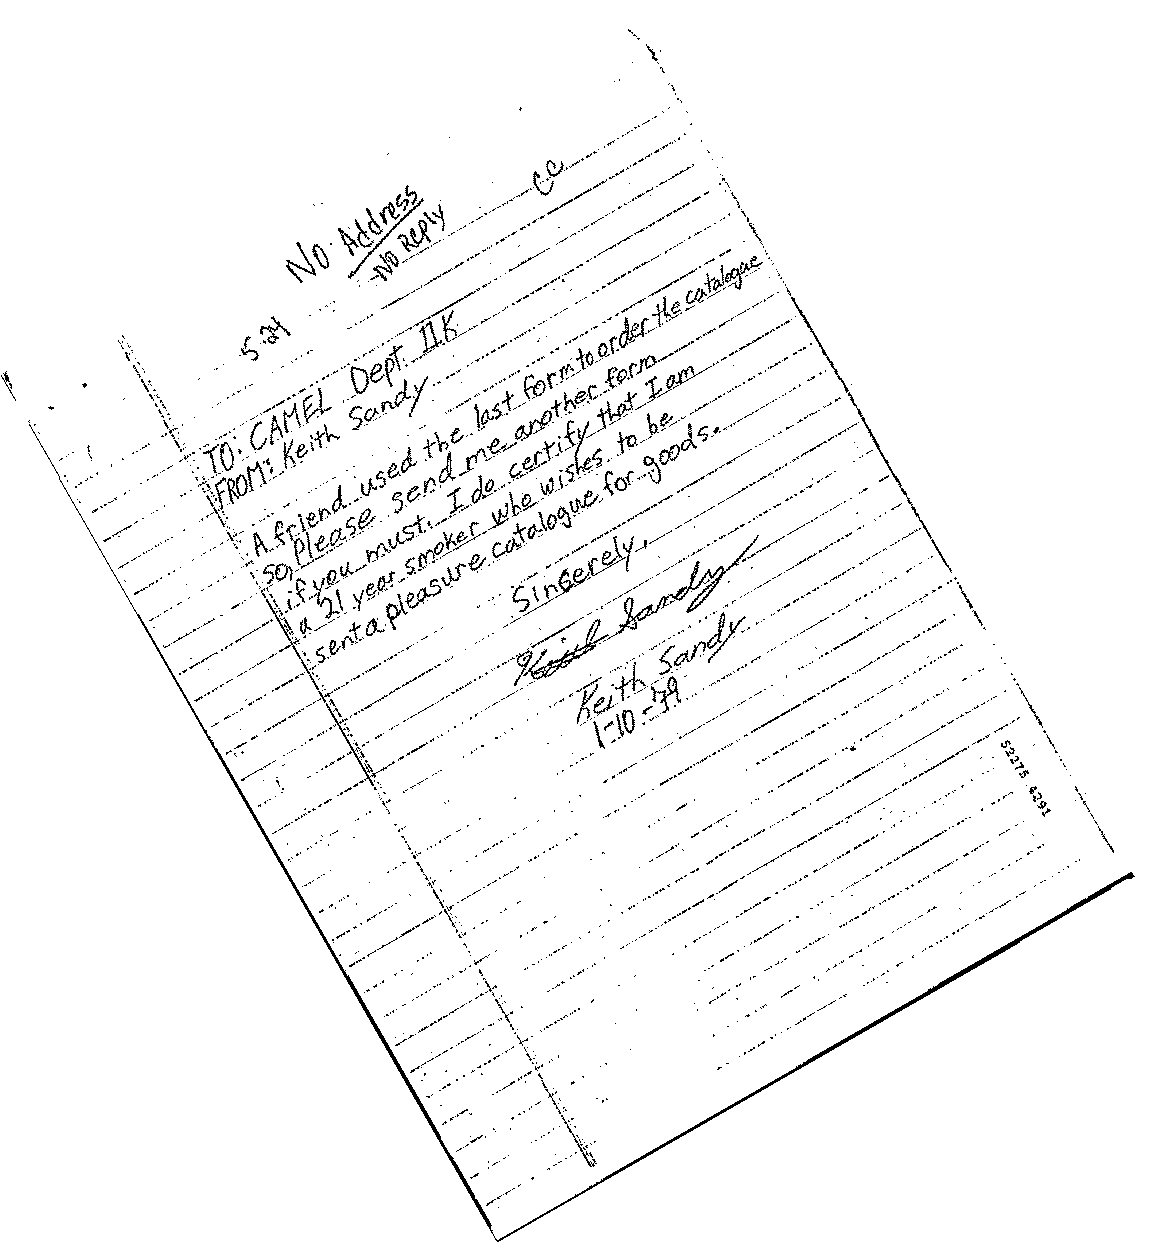 CC
No Address
No Reply
5-24
TO: CAMEL Dept. IIK
FROM: Keith Sandy
A friend used the last form to order the catalogue
so, please send me another form
if you must. I do certify that I am
a 21 year smoker who wishes to be
sent a pleasure catalogue for goods.
Sincerely,
Keith Sandy
Keith Sandy
1-10-79
52275 4291